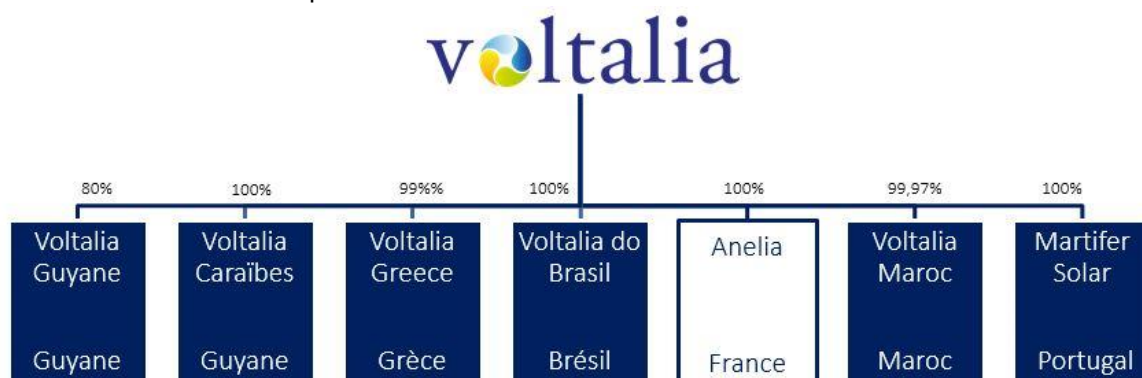 voltalia
80% 100% 99%% 100% 100% 99,97% 100%
Voltalia Guyane
Guyane
Voltalia Caraïbes
Guyane
Voltalia Greece
Grèce
Voltalia do Brasil
Brésil
Anelia
France
Voltalia Maroc
Maroc
Martifer Solar
Portugal